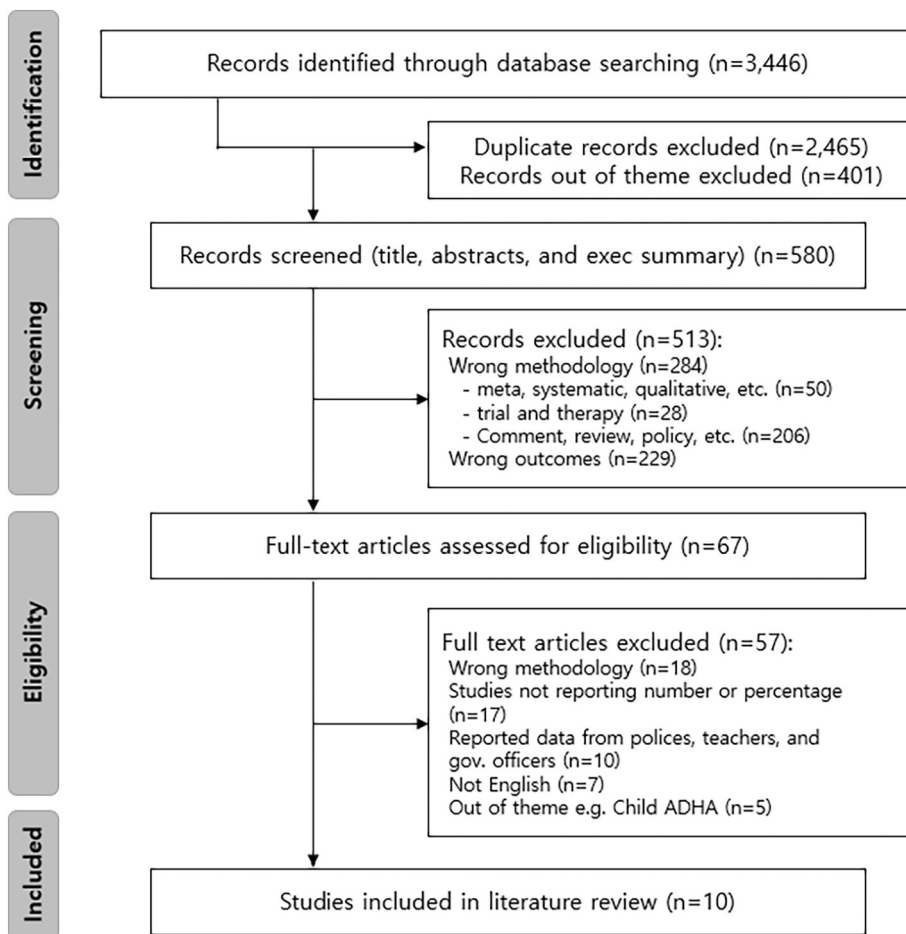 Identification
Records identified through database searching (n=3,446)
Duplicate records excluded (n=2,465)
Records out of theme excluded (n=401)
Screening
Records screened (title, abstracts, and exec summary) (n=580)
Records excluded (n=513):
Wrong methodology (n=284)
- meta, systematic, qualitative, etc. (n=50)
- trial and therapy (n=28)
- Comment, review, policy, etc. (n=206)
Wrong outcomes (n=229)
Eligibility
Full-text articles assessed for eligibility (n=67)
Full text articles excluded (n=57):
Wrong methodology (n=18)
Studies not reporting number or percentage
(n=17)
Reported data from polices, teachers, and
gov. officers (n=10)
Not English (n=7)
Out of theme e.g. Child ADHA (n=5)
Included
Studies included in literature review (n=10)